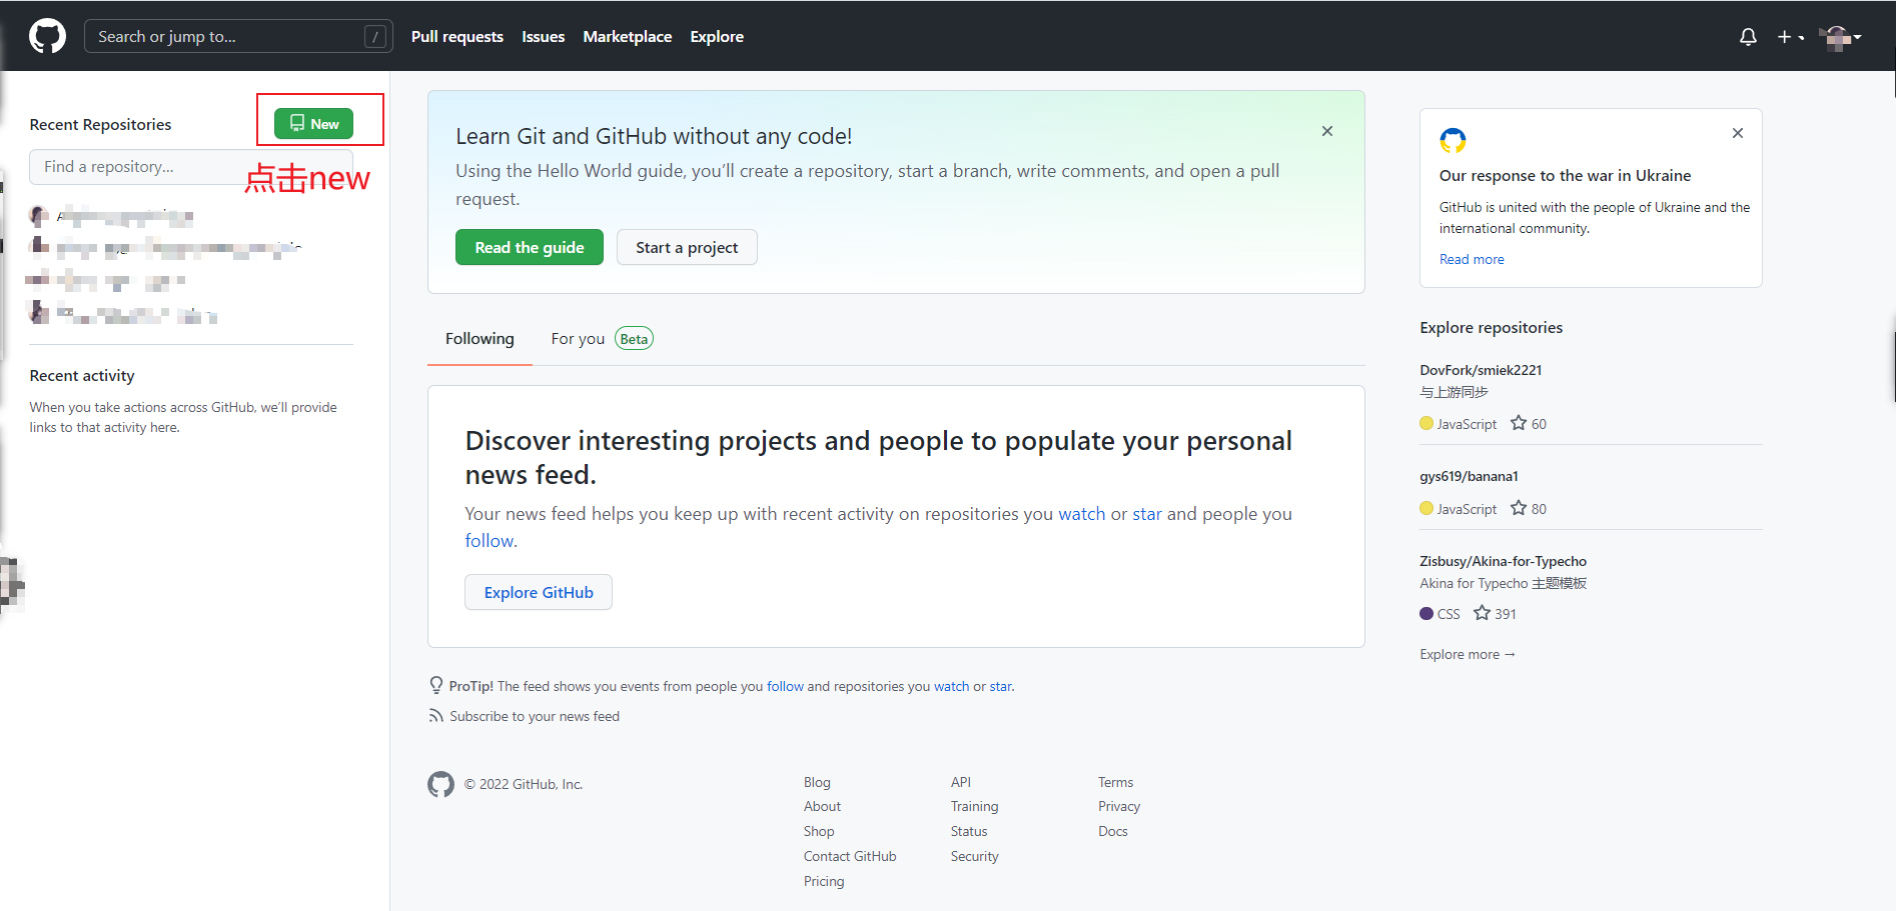 Search or jump to... /
Pull requests Issues Marketplace Explore
Recent Repositories
New
Find a repository...
点击new
Recent activity
When you take actions across GitHub, we'll provide
links to that activity here.
Learn Git and GitHub without any code!
Using the Hello World guide, you'll create a repository, start a branch, write comments, and open a pull
request.
Read the guide Start a project
Following For you Beta
Discover interesting projects and people to populate your personal
news feed.
Your news feed helps you keep up with recent activity on repositories you watch or star and people you
follow.
Explore GitHub
ProTip! The feed shows you events from people you follow and repositories you watch or star.
Subscribe to your news feed
Our response to the war in Ukraine
GitHub is united with the people of Ukraine and the
international community.
Read more
Explore repositories
DovFork/smiek2221
与上游同步
JavaScript 60
gys619/banana1
JavaScript 80
Zisbusy/Akina-for-Typecho
Akina for Typecho 主题模板
CSS 391
Explore more →
© 2022 GitHub, Inc.
Blog
About
Shop
Contact GitHub
Pricing
API
Training
Status
Security
Terms
Privacy
Docs